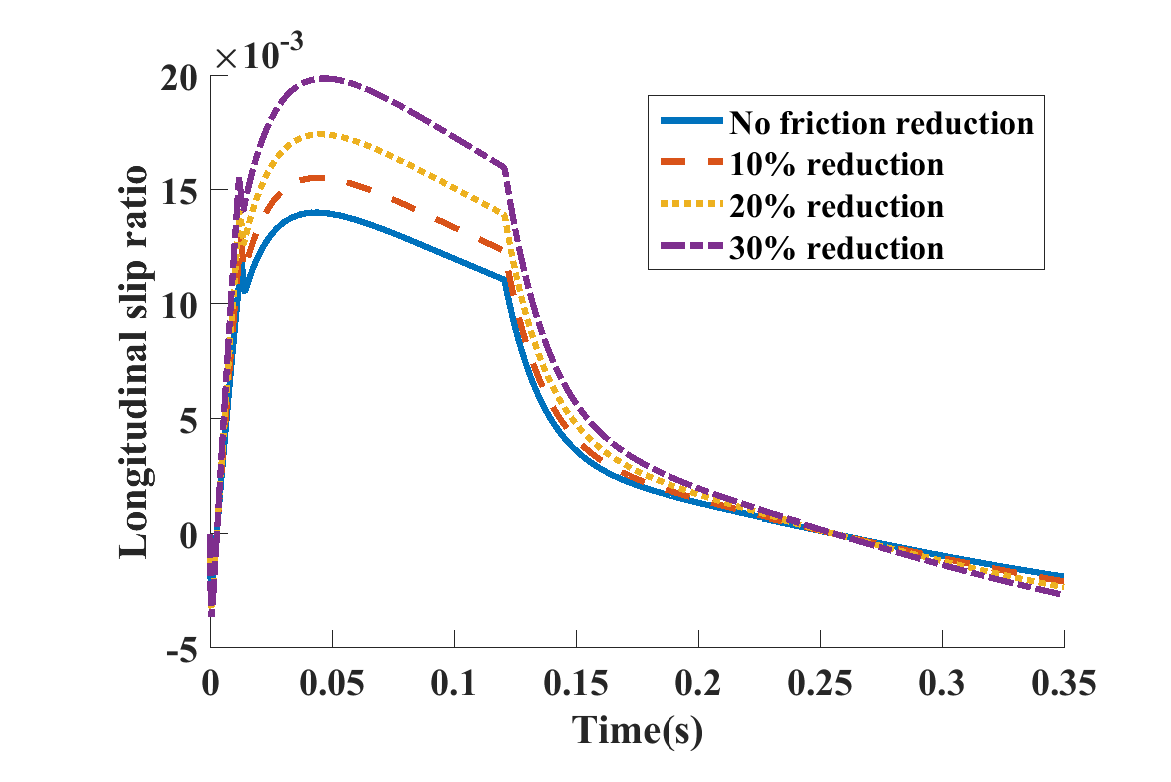 ×10-3
20
15
10
5
0
-5
Longitudinal slip ratio
No friction reduction
10% reduction
20% reduction
30% reduction
0 0.05 0.1 0.15 0.2 0.25 0.3 0.35
Time(s)